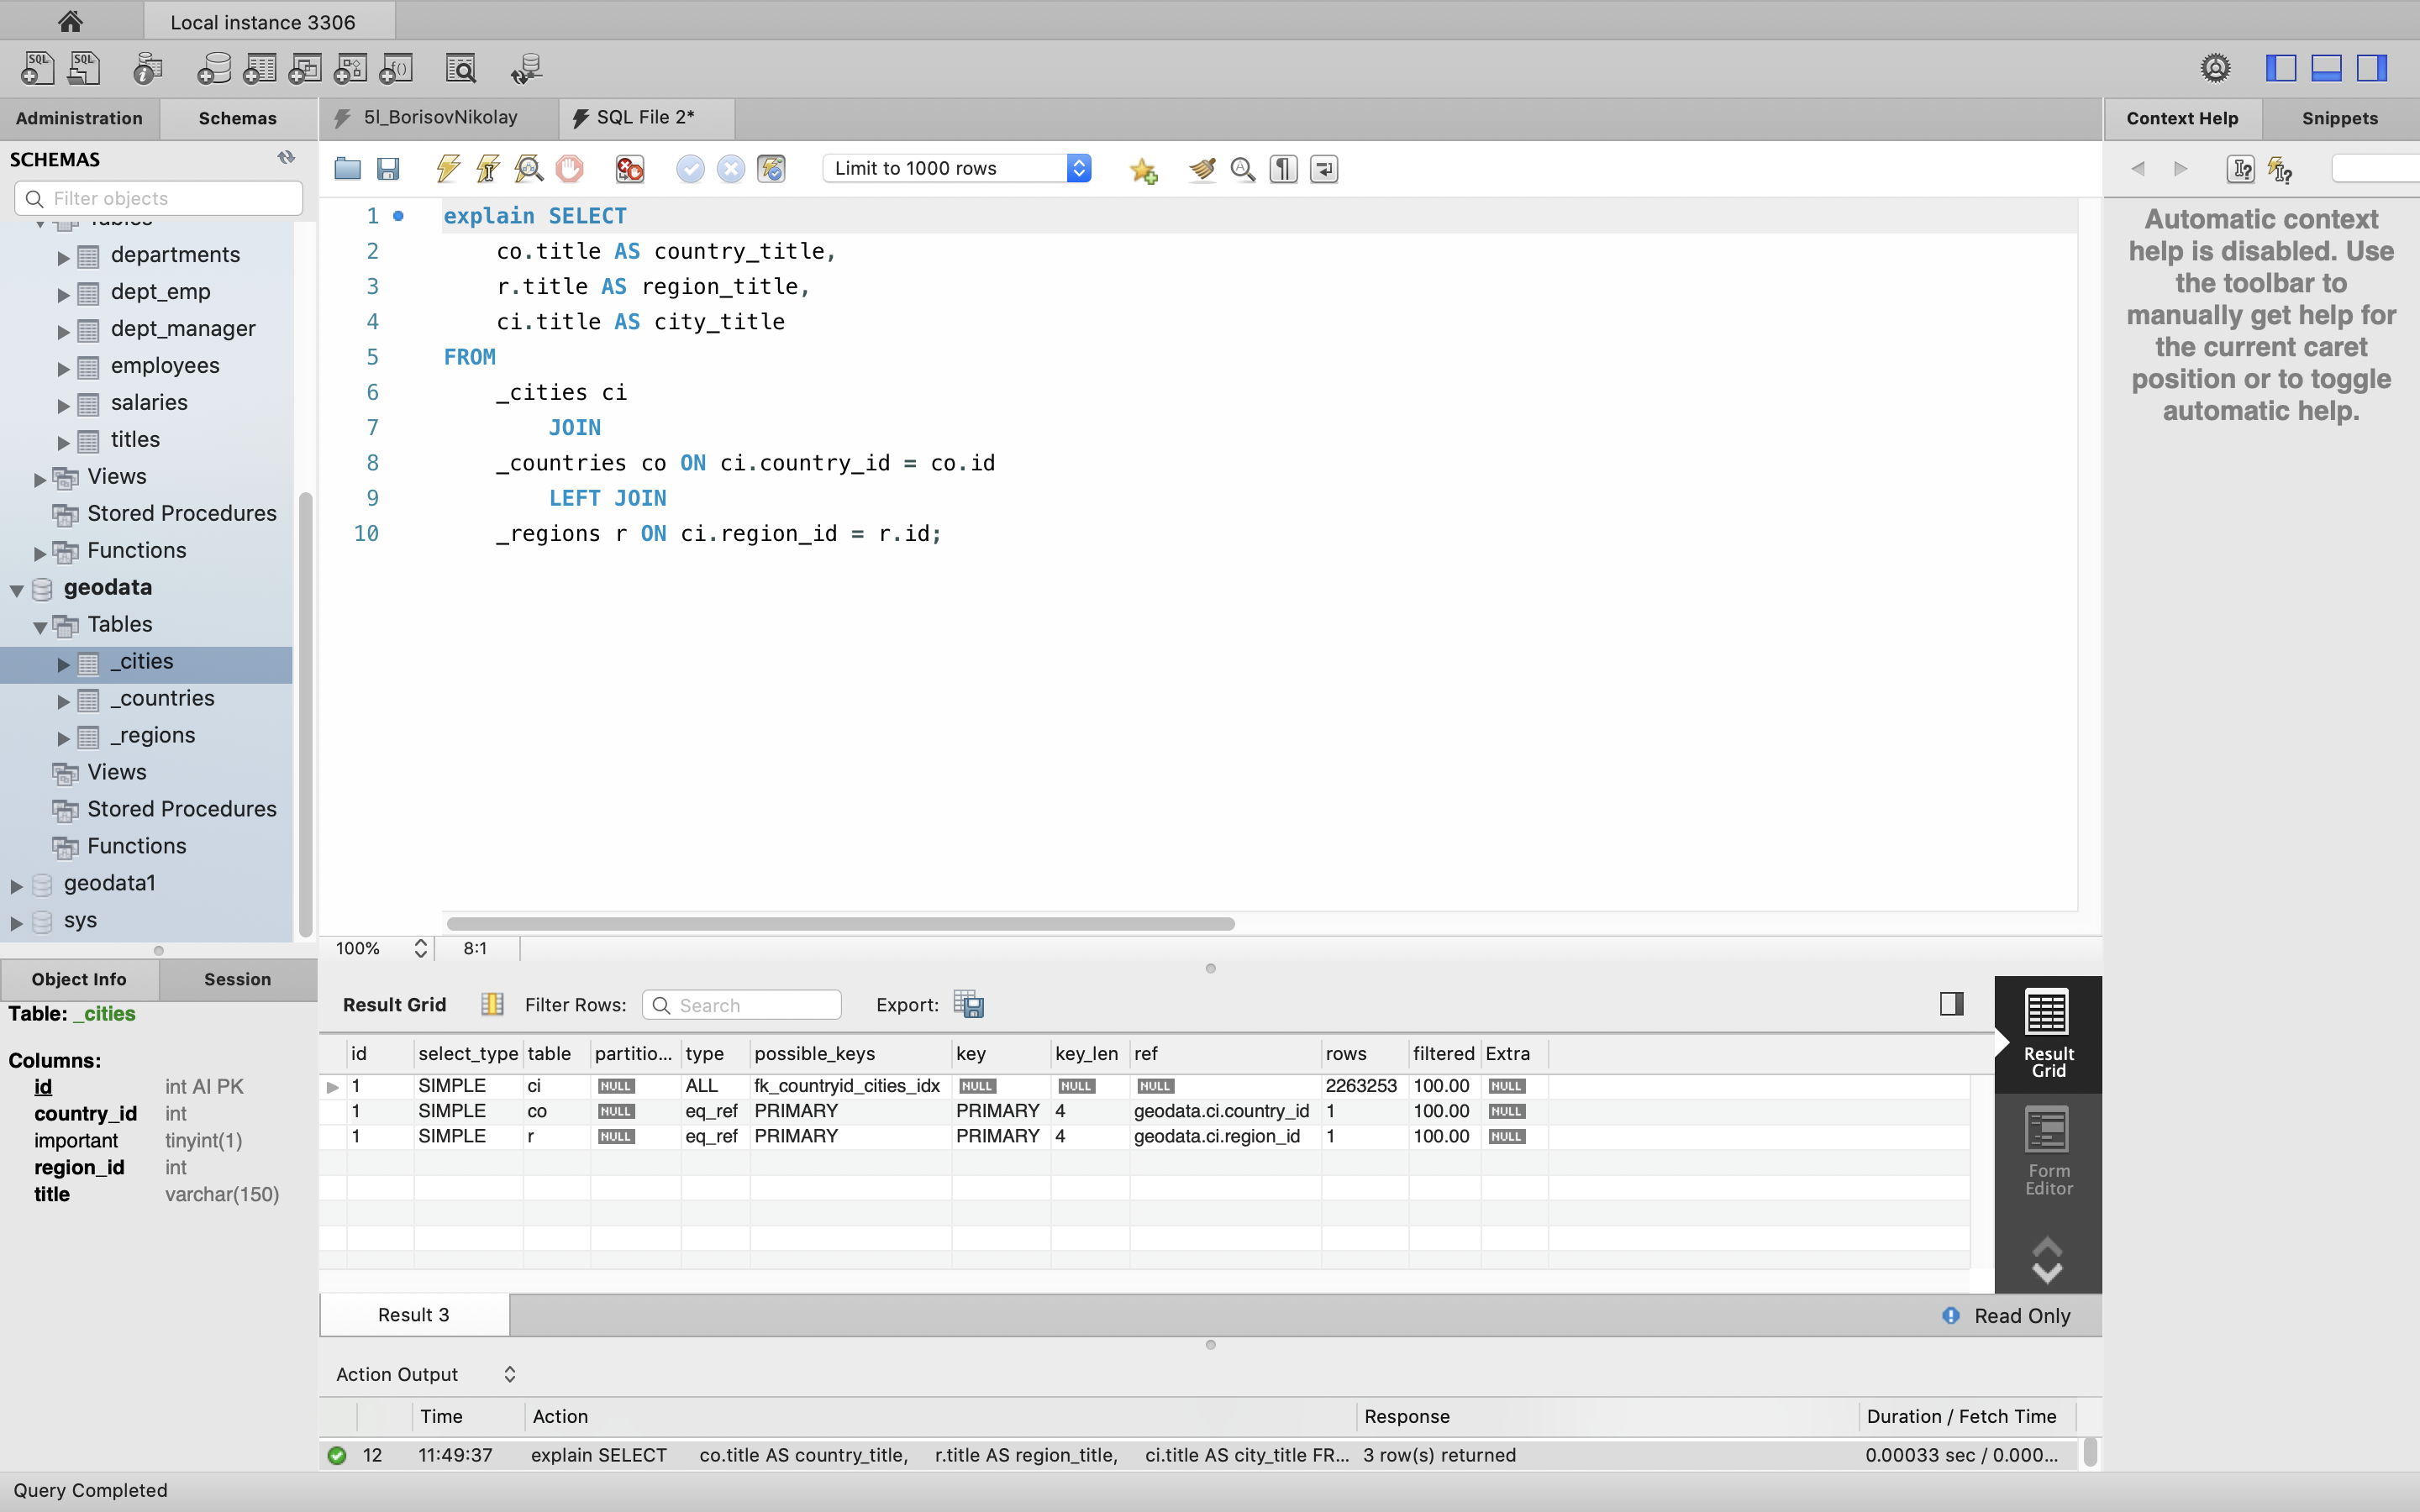 Local instance 3306
Administration
Schemas
5l_BorisovNikolay
SQL File 2*
Context Help
Snippets
SCHEMAS
Filter objects
Limit to 1000 rows
Tables
departments
dept_emp
dept_manager
employees
salaries
titles
Views
Stored Procedures
Functions
geodata
Tables
_cities
_countries
_regions
Views
Stored Procedures
Functions
geodata1
sys
1 explain SELECT
2 co.title AS country_title,
3 r.title AS region_title,
4 ci.title AS city_title
5 FROM
6 _cities ci
7 JOIN
8 _countries co ON ci.country_id = co.id
9 LEFT JOIN
10 _regions r ON ci.region_id = r.id;
Automatic context
help is disabled. Use
the toolbar to
manually get help for
the current caret
position or to toggle
automatic help.
100% 8:1
Object Info
Session
Table: _cities
Columns:
id int AI PK
country_id int
important tinyint(1)
region_id int
title varchar(150)
Result Grid Filter Rows: Search Export:
id select_type table partitio... type possible_keys key key_len ref rows filtered Extra
1 SIMPLE ci NULL ALL fk_countryid_cities_idx NULL NULL NULL 2263253 100.00 NULL
1 SIMPLE co NULL eq_ref PRIMARY PRIMARY 4 geodata.ci.country_id 1 100.00 NULL
1 SIMPLE r NULL eq_ref PRIMARY PRIMARY 4 geodata.ci.region_id 1 100.00 NULL
Result
Grid
Form
Editor
Result 3
Read Only
Action Output
Time Action Response Duration / Fetch Time
12 11:49:37 explain SELECT co.title AS country_title, r.title AS region_title, ci.title AS city_title FR... 3 row(s) returned 0.00033 sec / 0.000...
Query Completed